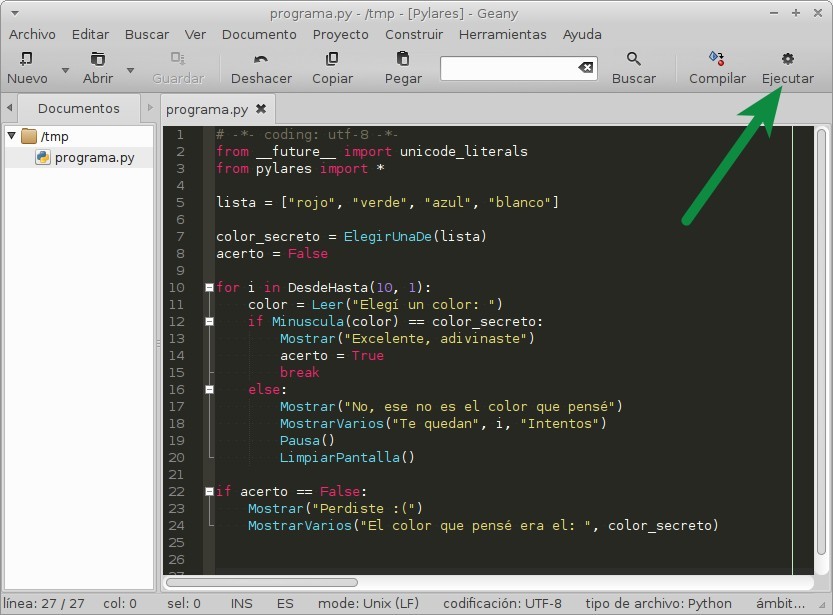 programa.py - /tmp - [Pylares] - Geany
Archivo Editar Buscar Ver Documento Proyecto Construir Herramientas Ayuda
Nuevo Abrir Guardar Deshacer Copiar Pegar Buscar Compilar Ejecutar
Documentos programa.py
/tmp
programa.py
1 # -*- coding: utf-8 -*-
2 from __future__ import unicode_literals
3 from pylares import *
4
5 lista = ["rojo", "verde", "azul", "blanco"]
6
7 color_secreto = ElegirUnaDe(lista)
8 acerto = False
9
10 for i in DesdeHasta(10, 1):
11 color = Leer("Elegí un color: ")
12 if Minuscula(color) == color_secreto:
13 Mostrar("Excelente, adivinaste")
14 acerto = True
15 break
16 else:
17 Mostrar("No, ese no es el color que pensé")
18 MostrarVarios("Te quedan", i, "Intentos")
19 Pausa()
20 LimpiarPantalla()
21
22 if acerto == False:
23 Mostrar("Perdiste :(")
24 MostrarVarios("El color que pensé era el: ", color_secreto)
25
26
27
línea: 27 / 27 col: 0 sel: 0 INS ES mode: Unix (LF) codificación: UTF-8 tipo de archivo: Python ámbit...